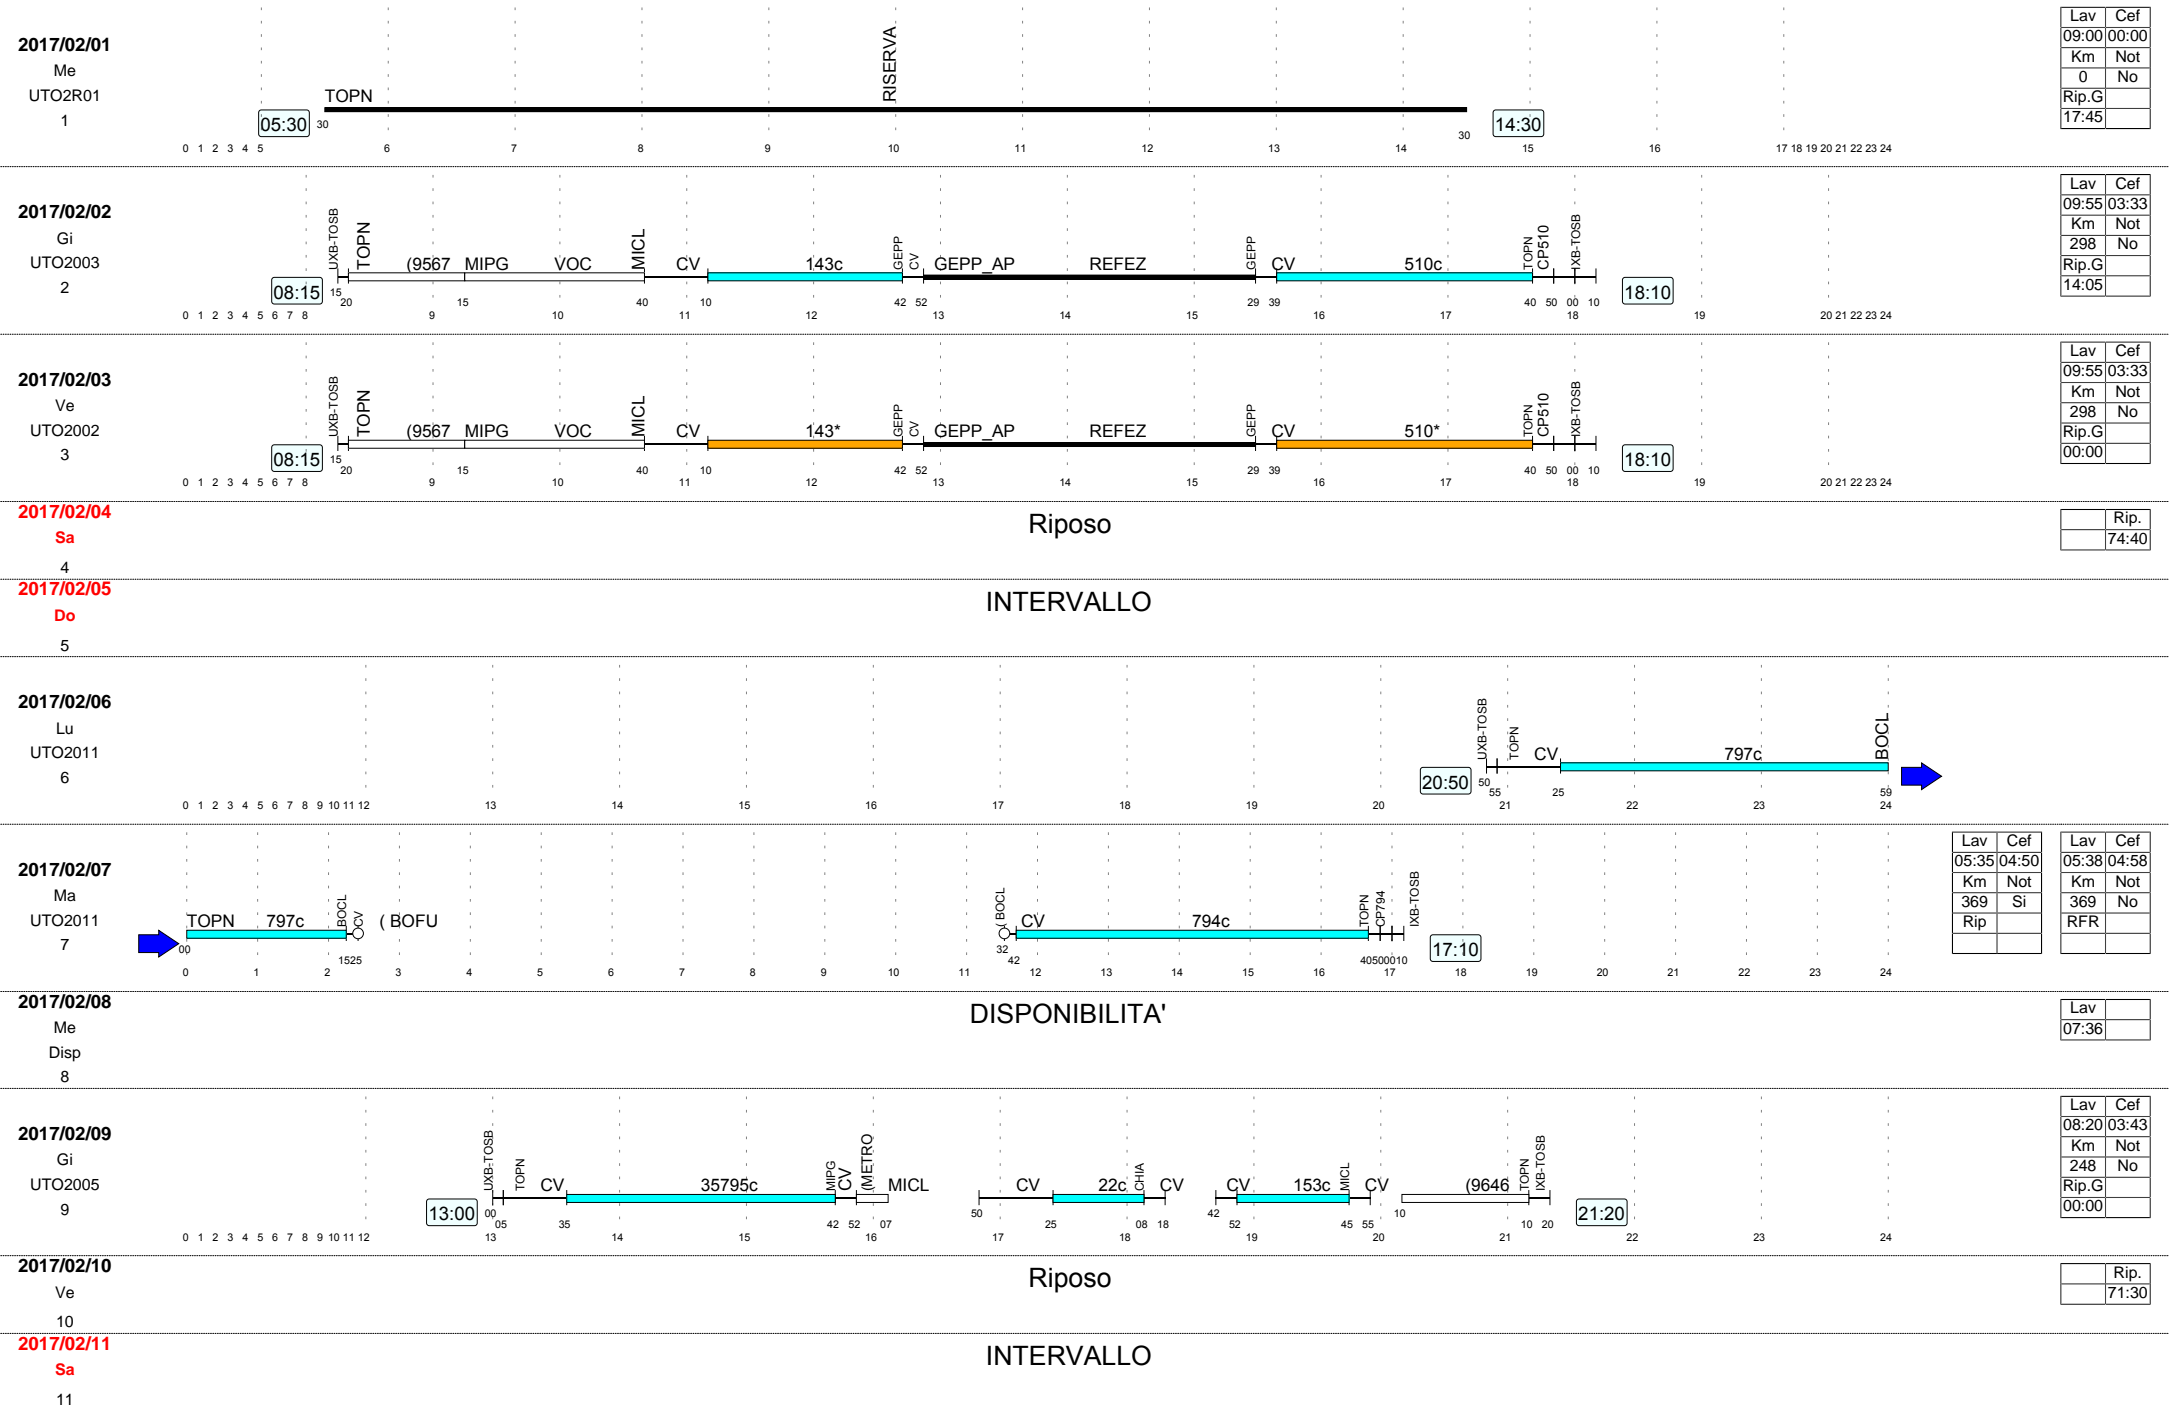 2017/02/01
Me
UTO2R01
1
05:30
30
TOPN
RISERVA
30
14:30
0 1 2 3 4 5 6 7 8 9 10 11 12 13 14 15 16 17 18 19 20 21 22 23 24
Lav Cef
09:00 00:00
Km Not
0 No
Rip.G
17:45
2017/02/02
Gi
UTO2003
2
08:15
UXB-TOSB TOPN (9567 MIPG VOC MICL CV 143c GEPP CV GEPP_AP REFEZ GEPP CV 510c TOPN CP510 IXB-TOSB
15 20 15 40 10 42 52 29 39 40 50 00 10
18:10
0 1 2 3 4 5 6 7 8 9 10 11 12 13 14 15 16 17 18 19 20 21 22 23 24
Lav Cef
09:55 03:33
Km Not
298 No
Rip.G
14:05
2017/02/03
Ve
UTO2002
3
08:15
UXB-TOSB TOPN (9567 MIPG VOC MICL CV 143* GEPP CV GEPP_AP REFEZ GEPP CV 510* TOPN CP510 IXB-TOSB
15 20 15 40 10 42 52 29 39 40 50 00 10
18:10
0 1 2 3 4 5 6 7 8 9 10 11 12 13 14 15 16 17 18 19 20 21 22 23 24
Lav Cef
09:55 03:33
Km Not
298 No
Rip.G
00:00
2017/02/04
Sa
4
Riposo
Rip.
74:40
2017/02/05
Do
5
INTERVALLO
2017/02/06
Lu
UTO2011
6
20:50
UXB-TOSB TOPN CV 797c BOCL
50 55 25 59
0 1 2 3 4 5 6 7 8 9 10 11 12 13 14 15 16 17 18 19 20 21 22 23 24
2017/02/07
Ma
UTO2011
7
TOPN 797c BOCL CV ( BOFU ( BOCL CV 794c TOPN CP794 IXB-TOSB
00 1525 32 42 40500010
17:10
0 1 2 3 4 5 6 7 8 9 10 11 12 13 14 15 16 17 18 19 20 21 22 23 24
Lav Cef
05:35 04:50
Km Not
369 Si
Rip
Lav Cef
05:38 04:58
Km Not
369 No
RFR
2017/02/08
Me
Disp
8
DISPONIBILITA'
Lav
07:36
2017/02/09
Gi
UTO2005
9
13:00
UXB-TOSB TOPN CV 35795c MIPG CV (METRO MICL CV 22c CHIA CV CV 153c MICL CV (9646 TOPN IXB-TOSB
00 05 35 42 52 07 50 25 08 18 42 52 45 55 10 10 20
21:20
0 1 2 3 4 5 6 7 8 9 10 11 12 13 14 15 16 17 18 19 20 21 22 23 24
Lav Cef
08:20 03:43
Km Not
248 No
Rip.G
00:00
2017/02/10
Ve
10
Riposo
Rip.
71:30
2017/02/11
Sa
11
INTERVALLO